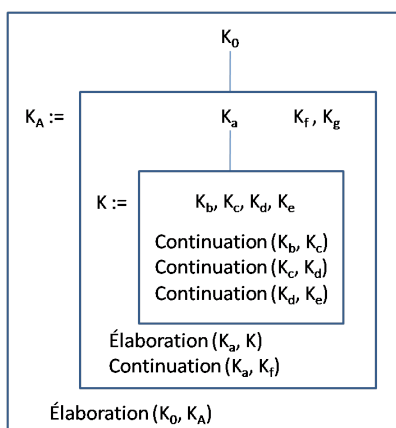 K0
KA := Ka Kf , Kg
K := Kb, Kc, Kd, Ke
Continuation (Kb, Kc)
Continuation (Kc, Kd)
Continuation (Kd, Ke)
Élaboration (Ka, K)
Continuation (Ka, Kf)
Élaboration (K0, KA)